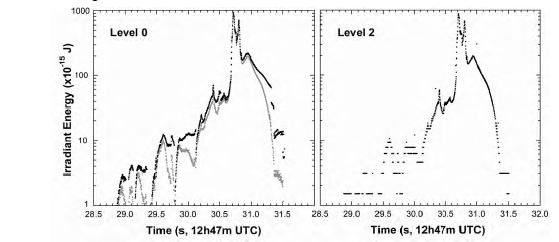 1000
Level 0
Level 2
100
10
1
Irradiant Energy (x10⁻¹⁵ J)
28.5 29.0 29.5 30.0 30.5 31.0 31.5 28.5 29.0 29.5 30.0 30.5 31.0 31.5 32.0
Time (s, 12h47m UTC) Time (s, 12h47m UTC)